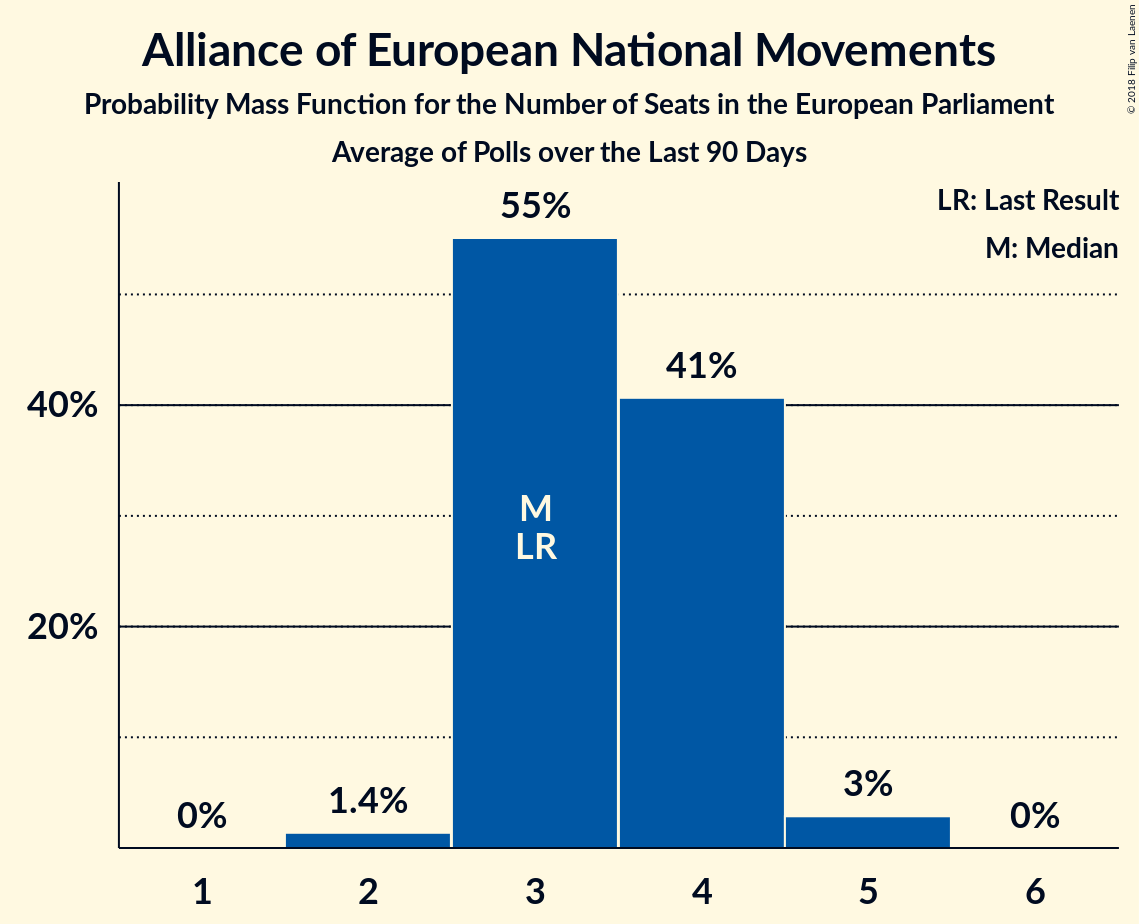 Alliance of European National Movements
Probability Mass Function for the Number of Seats in the European Parliament
Average of Polls over the Last 90 Days
© 2018 Filip van Laenen
LR: Last Result
M: Median
55%
41%
40%
M
LR
20%
3%
1.4%
0%
0%
1 2 3 4 5 6